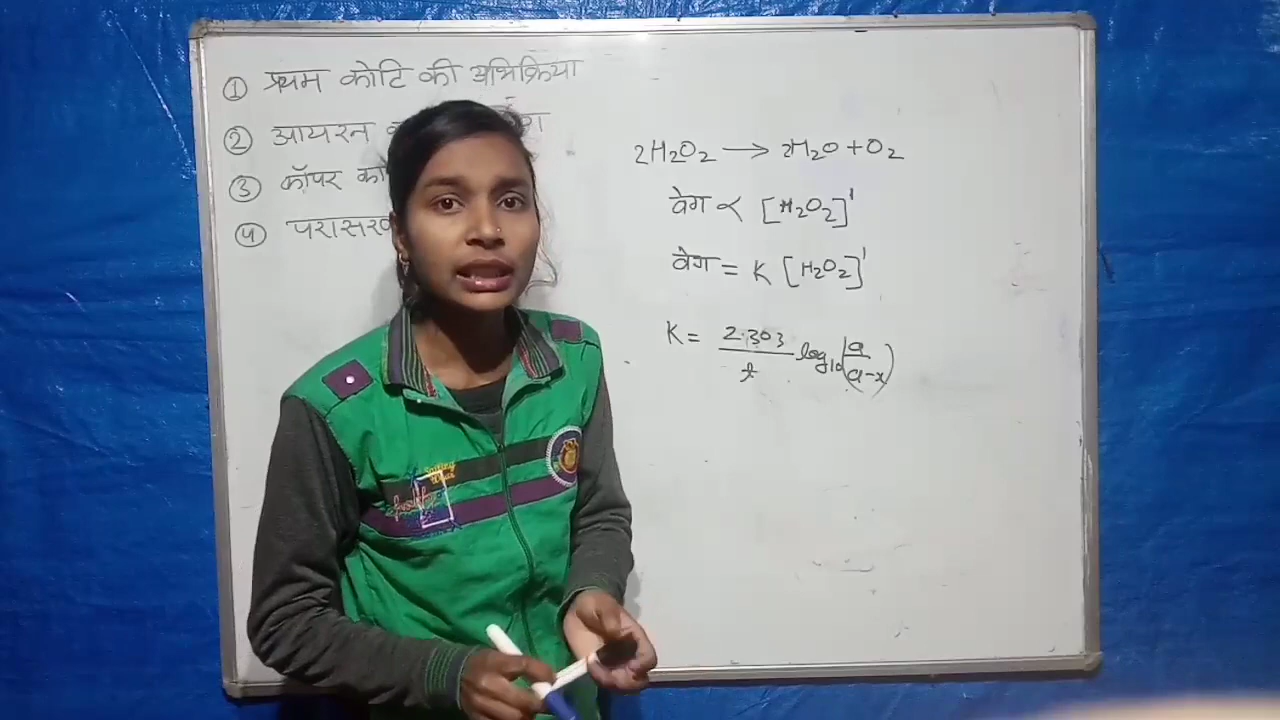 ① प्रथम कोटि की अभिक्रिया
② आयरन
③ कॉपर
④ परासरण
2H₂O₂ → 2H₂O + O₂
वेग ∝ [H₂O₂]¹
वेग = K [H₂O₂]¹
K = 2.303/t log₁₀(a/a-x)